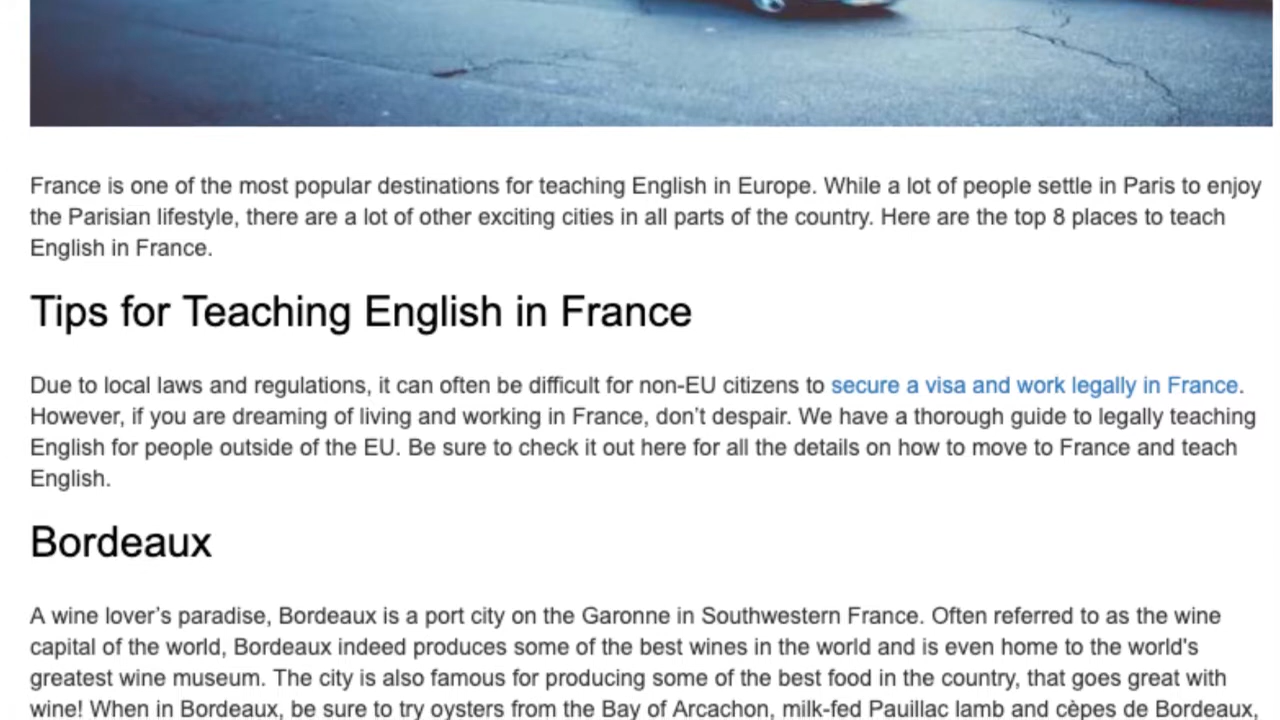 France is one of the most popular destinations for teaching English in Europe. While a lot of people settle in Paris to enjoy
the Parisian lifestyle, there are a lot of other exciting cities in all parts of the country. Here are the top 8 places to teach
English in France.
Tips for Teaching English in France
Due to local laws and regulations, it can often be difficult for non-EU citizens to secure a visa and work legally in France.
However, if you are dreaming of living and working in France, don’t despair. We have a thorough guide to legally teaching
English for people outside of the EU. Be sure to check it out here for all the details on how to move to France and teach
English.
Bordeaux
A wine lover’s paradise, Bordeaux is a port city on the Garonne in Southwestern France. Often referred to as the wine
capital of the world, Bordeaux indeed produces some of the best wines in the world and is even home to the world's
greatest wine museum. The city is also famous for producing some of the best food in the country, that goes great with
wine! When in Bordeaux, be sure to try oysters from the Bay of Arcachon, milk-fed Pauillac lamb and cèpes de Bordeaux,